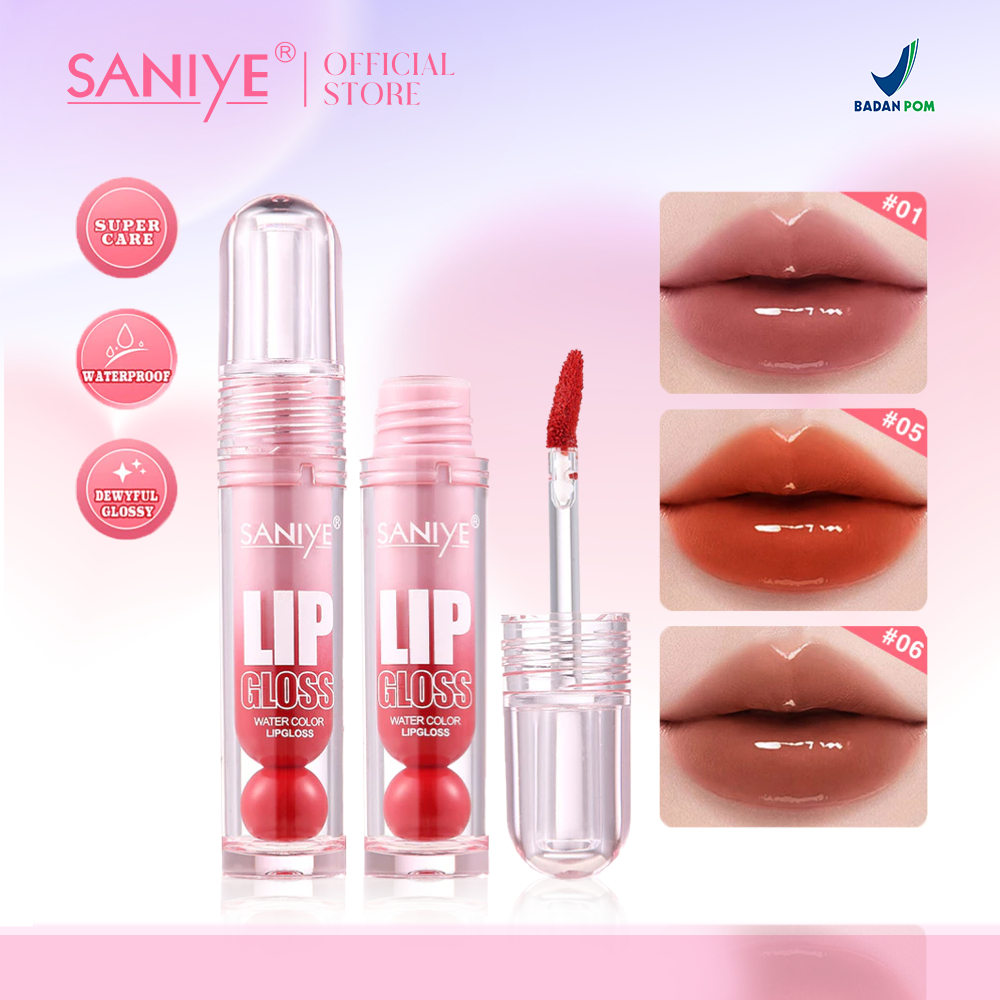 SANIYE® | OFFICIAL
STORE
BADAN POM
SUPER
CARE
WATERPROOF
DEWYFUL
GLOSSY
#01
#05
#06
SANIYE®
LIP
GLOSS
WATER COLOR
LIPGLOSS
SANIYE®
LIP
GLOSS
WATER COLOR
LIPGLOSS